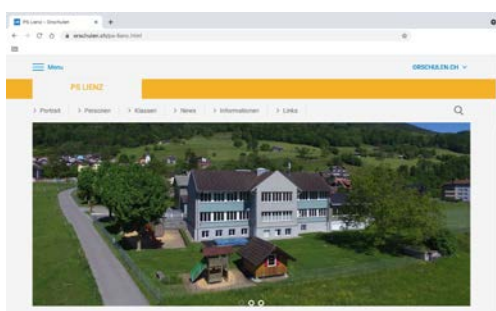 PS Lienz - Orschulen
orschulen.ch/ps-lienz.html
Menu
ORSCHULEN.CH
PS LIENZ
> Portrait > Personen > Klassen > News > Informationen > Links